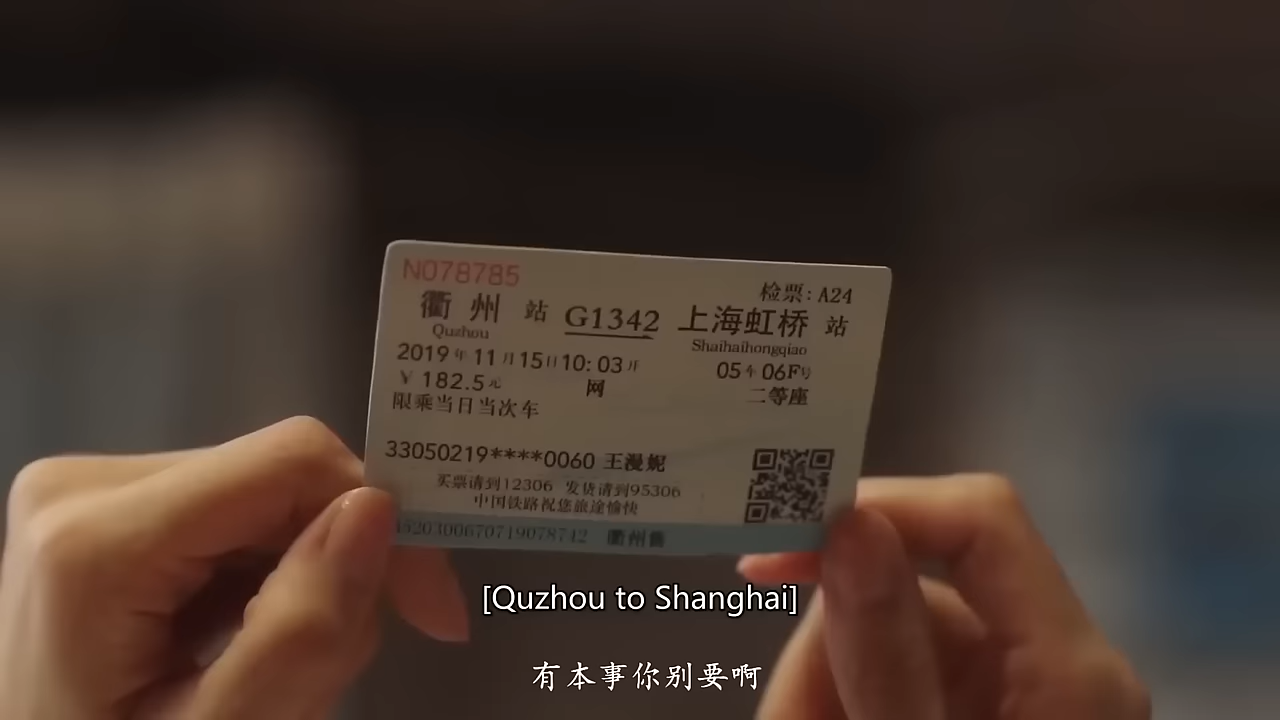 N078785
检票:A24
衢州 站 G1342 上海虹桥 站
Quzhou Shaihaihongqiao
2019年11月15日10:03开 05车06F号
¥182.5元 网 二等座
限乘当日当次车
33050219****0060 王漫妮
买票请到12306 发货请到95306
中国铁路祝您旅途愉快
衢州售
[Quzhou to Shanghai]
有本事你别要啊